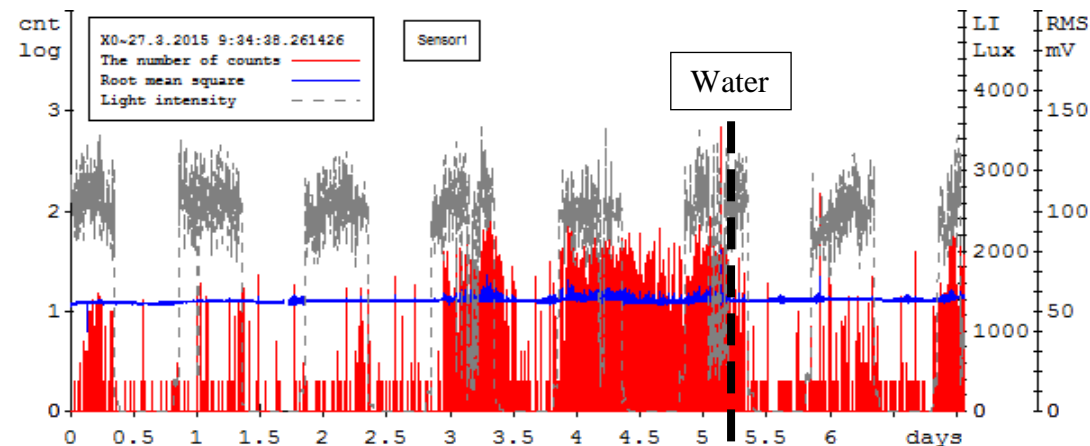 cnt
log
X0~27.3.2015 9:34:38.261426
The number of counts
Root mean square
Light intensity
Sensor1
Water
LI
Lux
RMS
mV
3
2
1
0
4000
3000
2000
1000
0
150
100
50
0
0 0.5 1 1.5 2 2.5 3 3.5 4 4.5 5 5.5 6 days